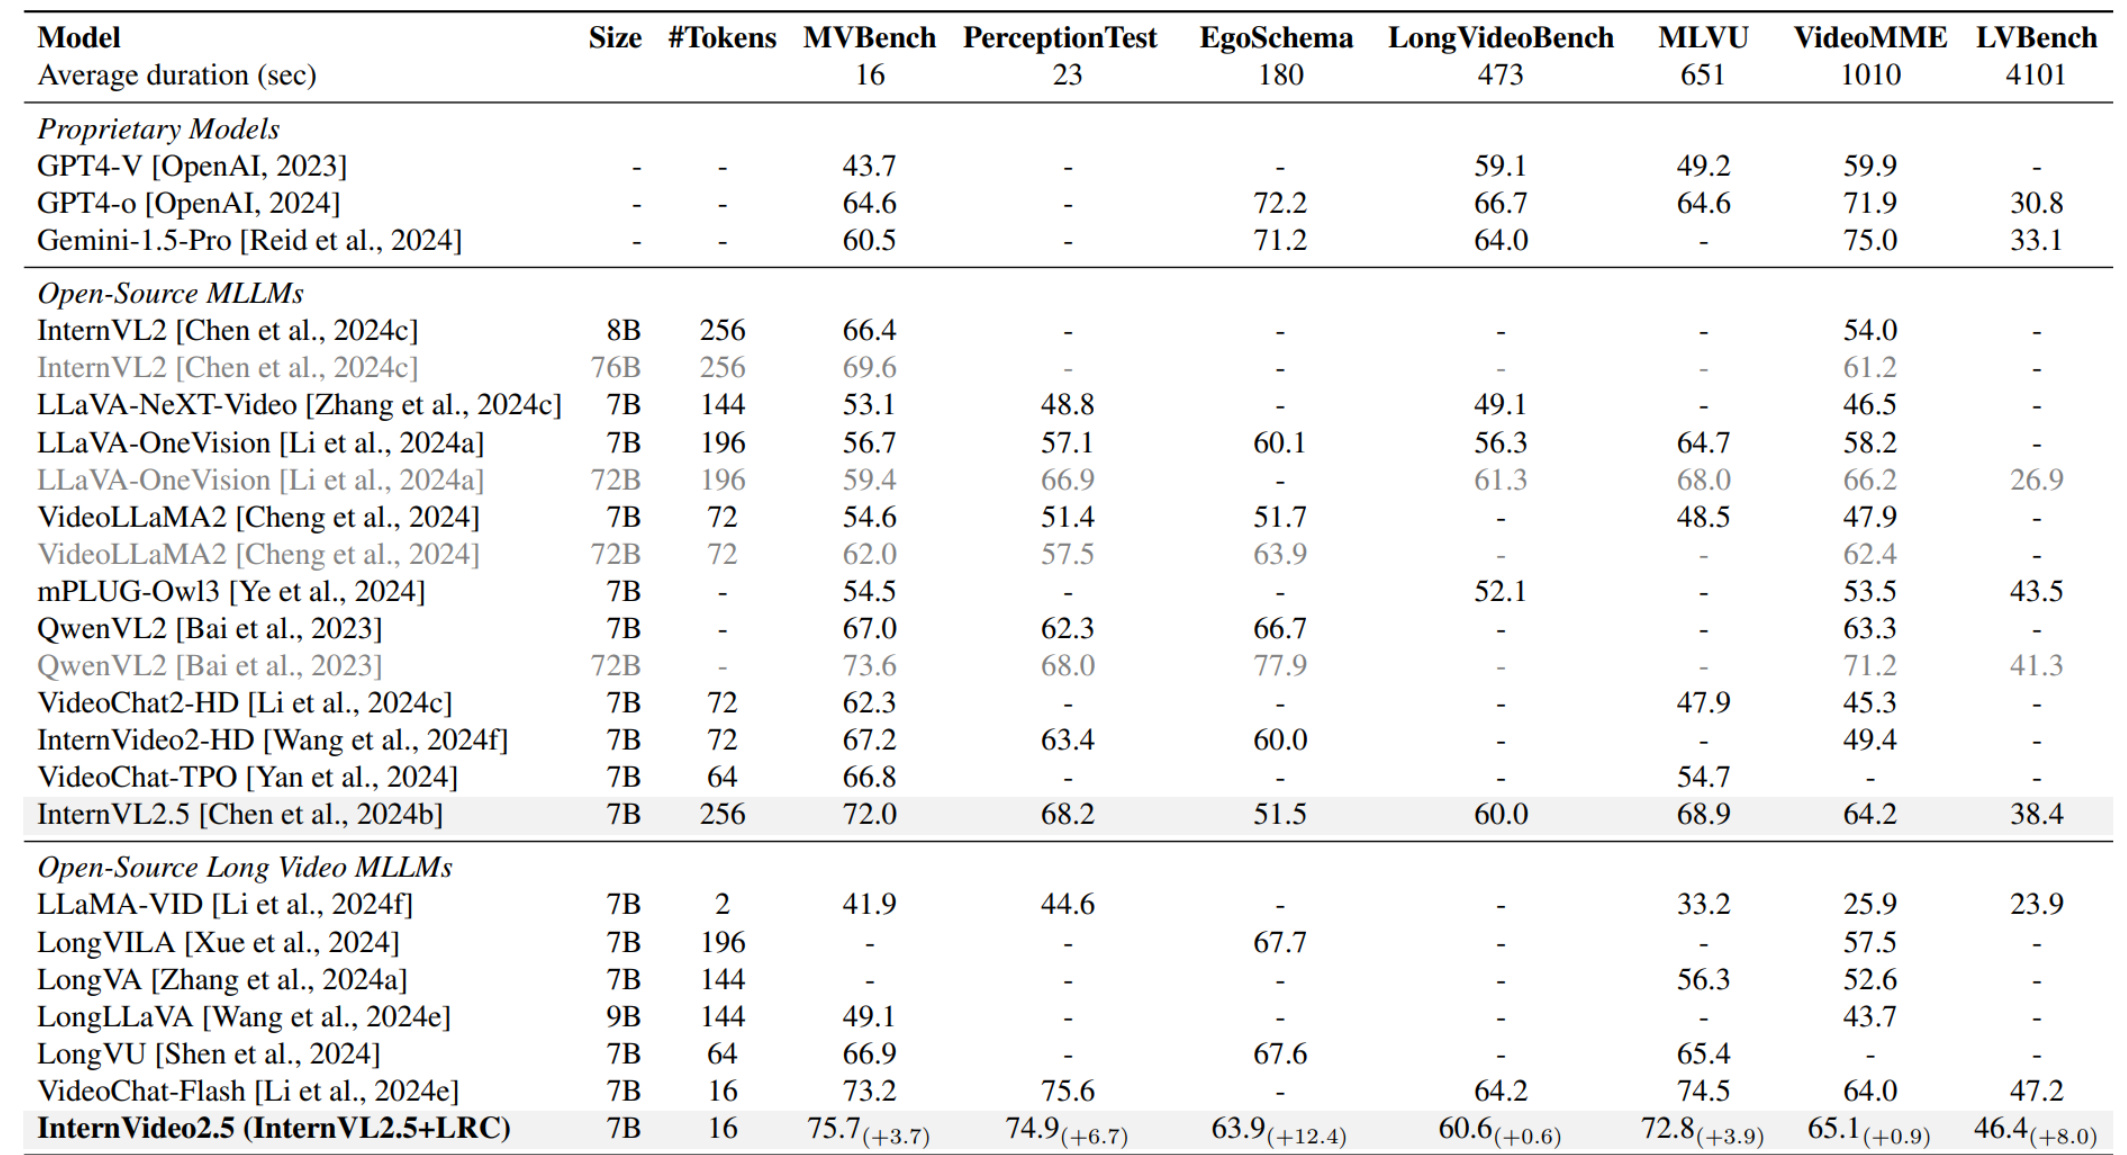 Model Size #Tokens MVBench PerceptionTest EgoSchema LongVideoBench MLVU VideoMME LVBench
Average duration (sec) 16 23 180 473 651 1010 4101
Proprietary Models
GPT4-V [OpenAI, 2023] - - 43.7 - - 59.1 49.2 59.9 -
GPT4-o [OpenAI, 2024] - - 64.6 - 72.2 66.7 64.6 71.9 30.8
Gemini-1.5-Pro [Reid et al., 2024] - - 60.5 - 71.2 64.0 - 75.0 33.1
Open-Source MLLMs
InternVL2 [Chen et al., 2024c] 8B 256 66.4 - - - - 54.0 -
InternVL2 [Chen et al., 2024c] 76B 256 69.6 - - - - 61.2 -
LLaVA-NeXT-Video [Zhang et al., 2024c] 7B 144 53.1 48.8 - 49.1 - 46.5 -
LLaVA-OneVision [Li et al., 2024a] 7B 196 56.7 57.1 60.1 56.3 64.7 58.2 -
LLaVA-OneVision [Li et al., 2024a] 72B 196 59.4 66.9 - 61.3 68.0 66.2 26.9
VideoLLaMA2 [Cheng et al., 2024] 7B 72 54.6 51.4 51.7 - 48.5 47.9 -
VideoLLaMA2 [Cheng et al., 2024] 72B 72 62.0 57.5 63.9 - - 62.4 -
mPLUG-Owl3 [Ye et al., 2024] 7B - 54.5 - - 52.1 - 53.5 43.5
QwenVL2 [Bai et al., 2023] 7B - 67.0 62.3 66.7 - - 63.3 -
QwenVL2 [Bai et al., 2023] 72B - 73.6 68.0 77.9 - - 71.2 41.3
VideoChat2-HD [Li et al., 2024c] 7B 72 62.3 - - - 47.9 45.3 -
InternVideo2-HD [Wang et al., 2024f] 7B 72 67.2 63.4 60.0 - - 49.4 -
VideoChat-TPO [Yan et al., 2024] 7B 64 66.8 - - - 54.7 - -
InternVL2.5 [Chen et al., 2024b] 7B 256 72.0 68.2 51.5 60.0 68.9 64.2 38.4
Open-Source Long Video MLLMs
LLaMA-VID [Li et al., 2024f] 7B 2 41.9 44.6 - - 33.2 25.9 23.9
LongVILA [Xue et al., 2024] 7B 196 - - 67.7 - - 57.5 -
LongVA [Zhang et al., 2024a] 7B 144 - - - - 56.3 52.6 -
LongLLaVA [Wang et al., 2024e] 9B 144 49.1 - - - - 43.7 -
LongVU [Shen et al., 2024] 7B 64 66.9 - 67.6 - 65.4 - -
VideoChat-Flash [Li et al., 2024e] 7B 16 73.2 75.6 - 64.2 74.5 64.0 47.2
InternVideo2.5 (InternVL2.5+LRC) 7B 16 75.7(+3.7) 74.9(+6.7) 63.9(+12.4) 60.6(+0.6) 72.8(+3.9) 65.1(+0.9) 46.4(+8.0)